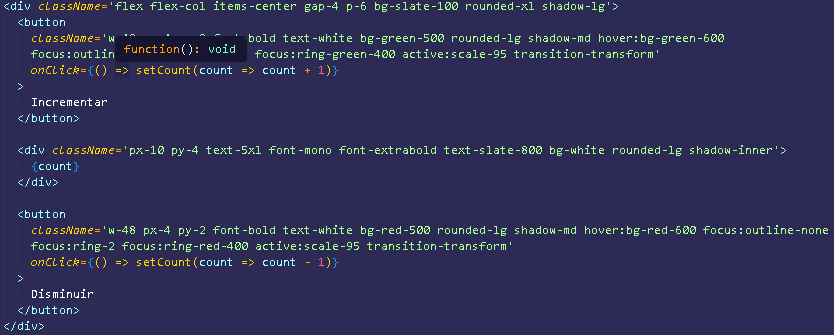 <div className='flex flex-col items-center gap-4 p-6 bg-slate-100 rounded-xl shadow-lg'>
<button
className='w-48 text-white bg-green-500 rounded-lg shadow-md hover:bg-green-600
function(): void
focus:outline focus:ring-green-400 active:scale-95 transition-transform'
onClick={() => setCount(count => count + 1)}
>
Incrementar
</button>
<div className='px-10 py-4 text-5xl font-mono font-extrabold text-slate-800 bg-white rounded-lg shadow-inner'>
{count}
</div>
<button
className='w-48 px-4 py-2 font-bold text-white bg-red-500 rounded-lg shadow-md hover:bg-red-600 focus:outline-none
focus:ring-2 focus:ring-red-400 active:scale-95 transition-transform'
onClick={() => setCount(count => count - 1)}
>
Disminuir
</button>
</div>